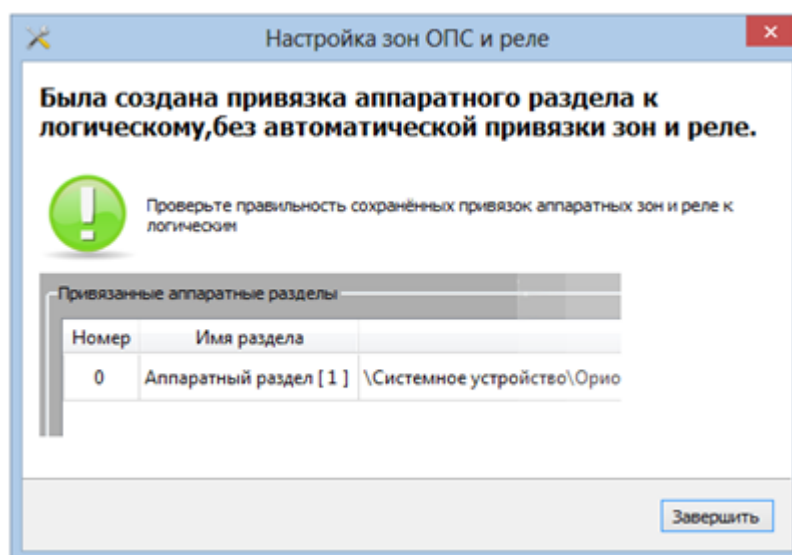 Настройка зон ОПС и реле
Была создана привязка аппаратного раздела к
логическому,без автоматической привязки зон и реле.
Проверьте правильность сохранённых привязок аппаратных зон и реле к
логическим
Привязанные аппаратные разделы
Номер Имя раздела
0 Аппаратный раздел [ 1 ] \Системное устройство\Орио
Завершить